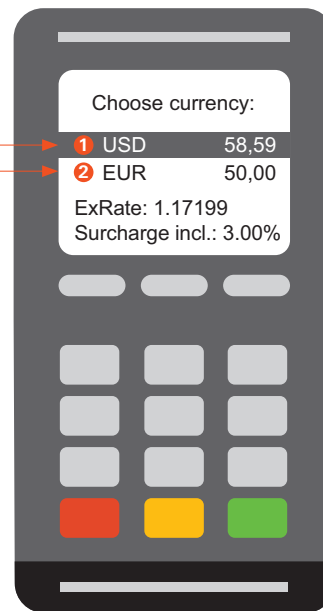 Choose currency:
1 USD 58,59
2 EUR 50,00
ExRate: 1.17199
Surcharge incl.: 3.00%